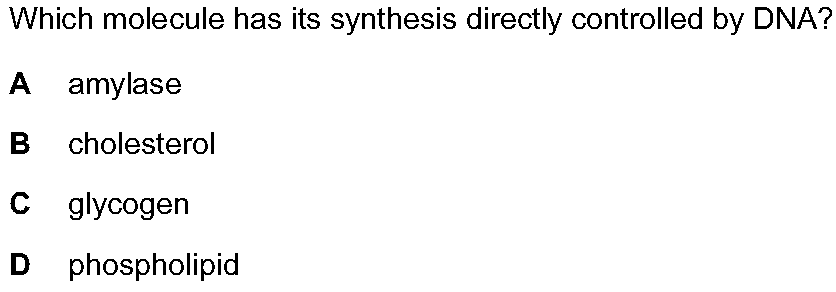 Which molecule has its synthesis directly controlled by DNA?
A amylase
B cholesterol
C glycogen
D phospholipid